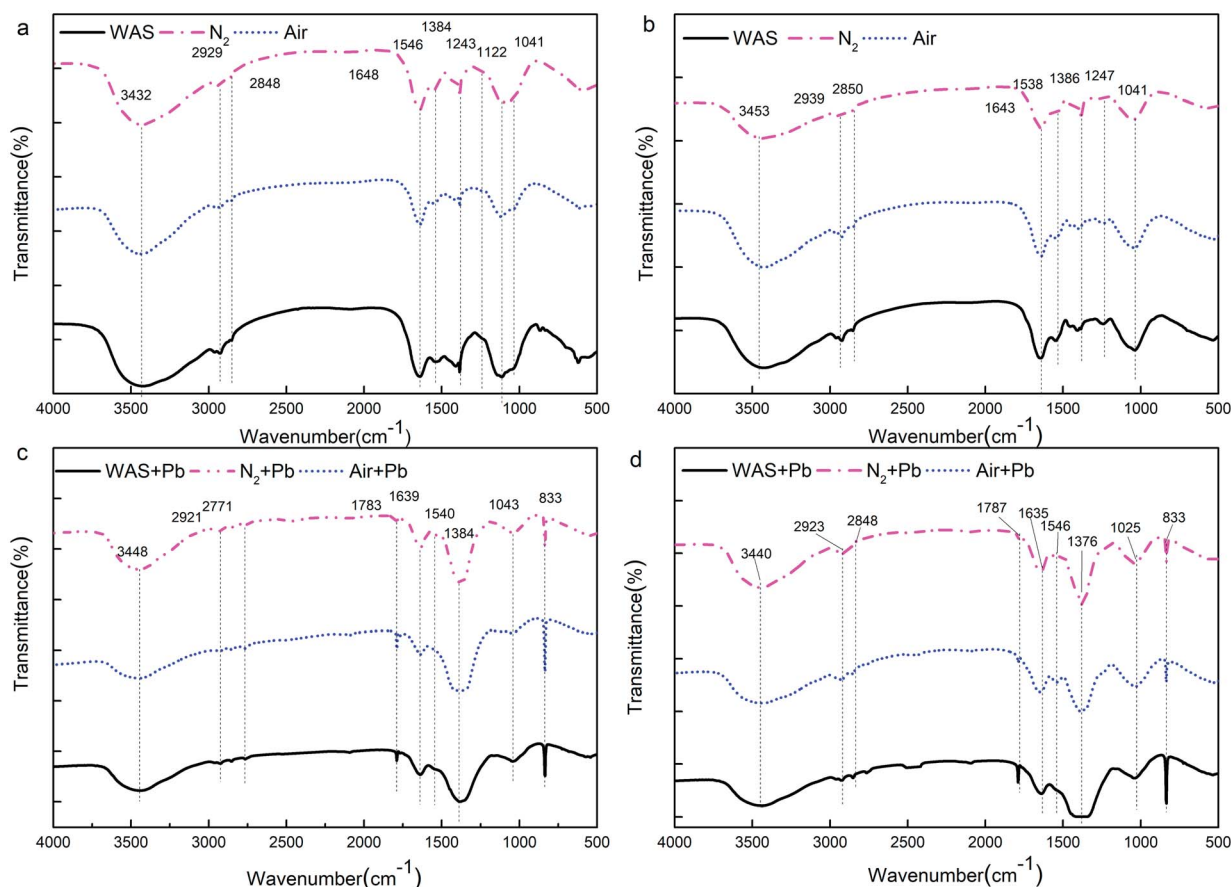 a
WAS N₂ Air
3432
2929
2848
1648
1546
1384
1243
1122
1041
Transmittance(%)
4000 3500 3000 2500 2000 1500 1000 500
Wavenumber(cm⁻¹)
b
WAS N₂ Air
3453
2939
2850
1643
1538
1386
1247
1041
Transmittance(%)
4000 3500 3000 2500 2000 1500 1000 500
Wavenumber(cm⁻¹)
c
WAS+Pb N₂+Pb Air+Pb
3448
2921
2771
1783
1639
1540
1384
1043
833
Transmittance(%)
4000 3500 3000 2500 2000 1500 1000 500
Wavenumber(cm⁻¹)
d
WAS+Pb N₂+Pb Air+Pb
3440
2923
2848
1787
1635
1546
1376
1025
833
Transmittance(%)
4000 3500 3000 2500 2000 1500 1000 500
Wavenumber(cm⁻¹)